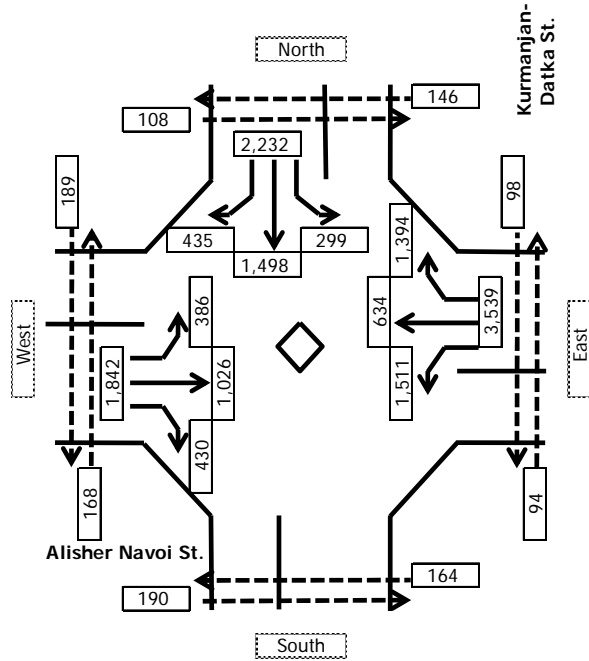 North
Kurmanjan-
Datka St.
146
108
2,232
189
98
435
299
1,394
1,498
386
634
3,539
West
East
1,842
1,026
1,511
430
168
94
Alisher Navoi St.
164
190
South